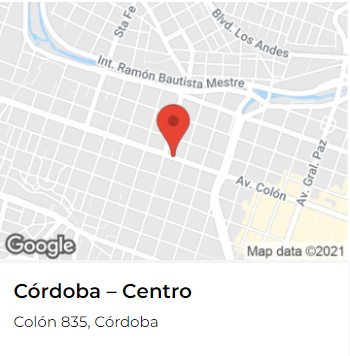 Sta Fe
Blvd. Los Andes
Int. Ramón Bautista Mestre
Av. Gral. Paz
Av. Colón
Google
Map data ©2021
Córdoba – Centro
Colón 835, Córdoba